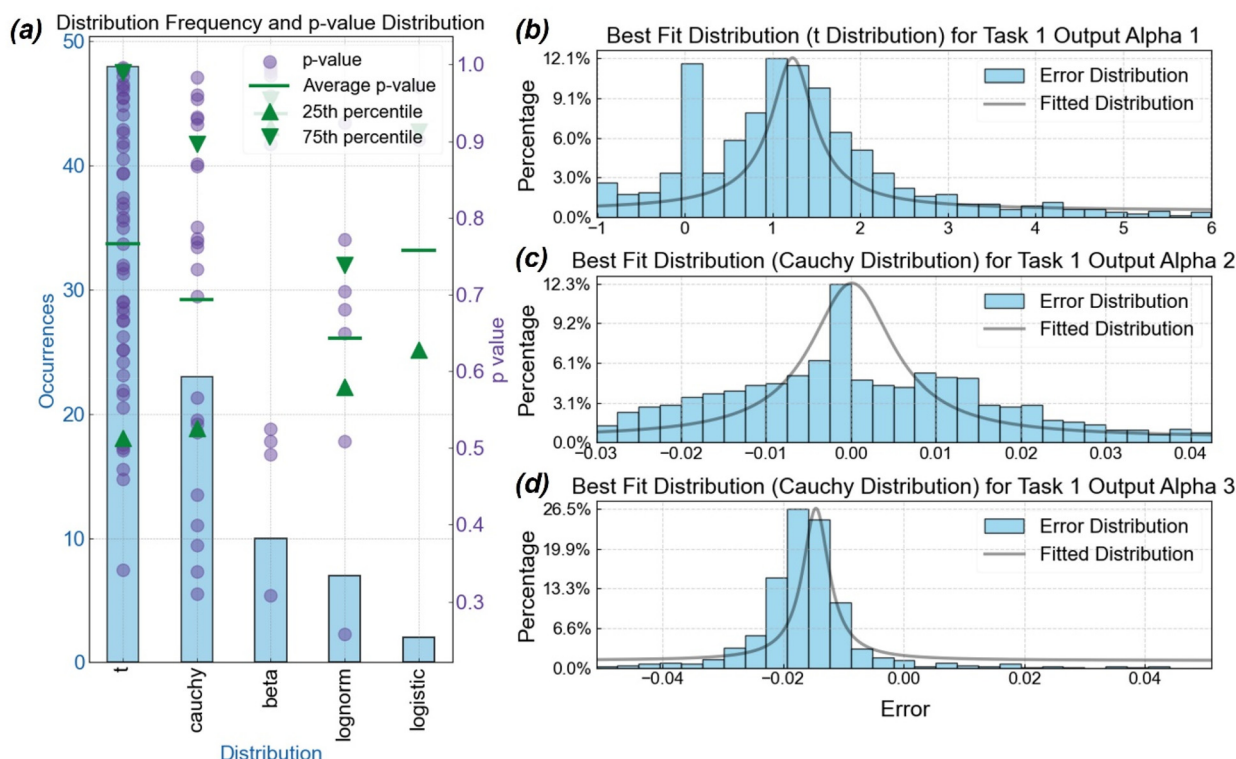 (a)
Distribution Frequency and p-value Distribution
50
40
30
20
10
0
Occurrences
p-value
Average p-value
25th percentile
75th percentile
1.0
0.9
0.8
0.7
0.6
0.5
0.4
0.3
p value
t
cauchy
beta
lognorm
logistic
Distribution
(b)
Best Fit Distribution (t Distribution) for Task 1 Output Alpha 1
12.1%
9.1%
6.0%
3.0%
0.0%
Percentage
Error Distribution
Fitted Distribution
−1 0 1 2 3 4 5 6
(c)
Best Fit Distribution (Cauchy Distribution) for Task 1 Output Alpha 2
12.3%
9.2%
6.1%
3.1%
0.0%
Percentage
Error Distribution
Fitted Distribution
−0.03 −0.02 −0.01 0.00 0.01 0.02 0.03 0.04
(d)
Best Fit Distribution (Cauchy Distribution) for Task 1 Output Alpha 3
26.5%
19.9%
13.3%
6.6%
0.0%
Percentage
Error Distribution
Fitted Distribution
−0.04 −0.02 0.00 0.02 0.04
Error